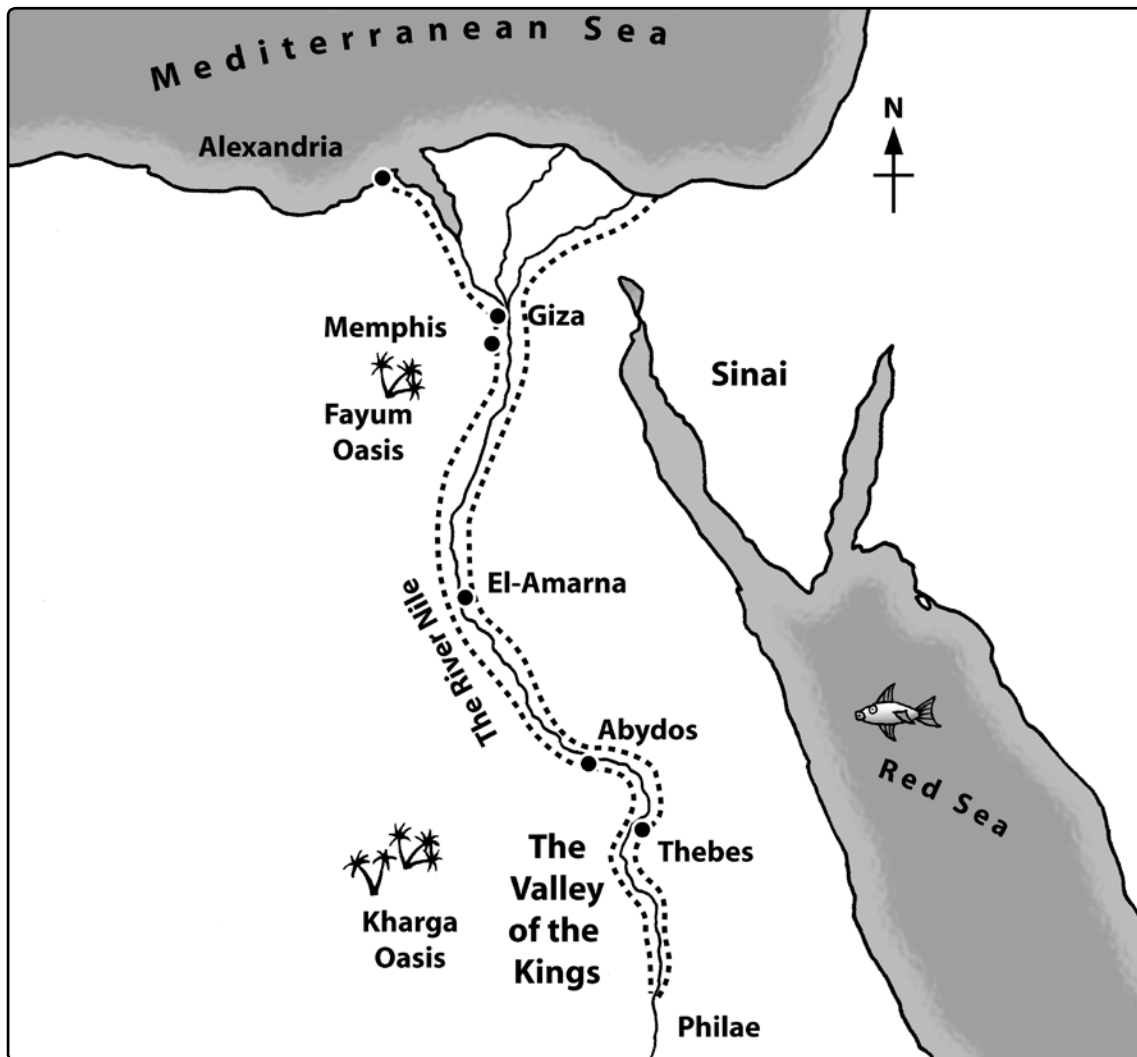 Mediterranean Sea
N
Alexandria
Giza
Memphis
Sinai
Fayum
Oasis
El-Amarna
The River Nile
Abydos
Red Sea
The
Valley
of the
Kings
Thebes
Kharga
Oasis
Philae